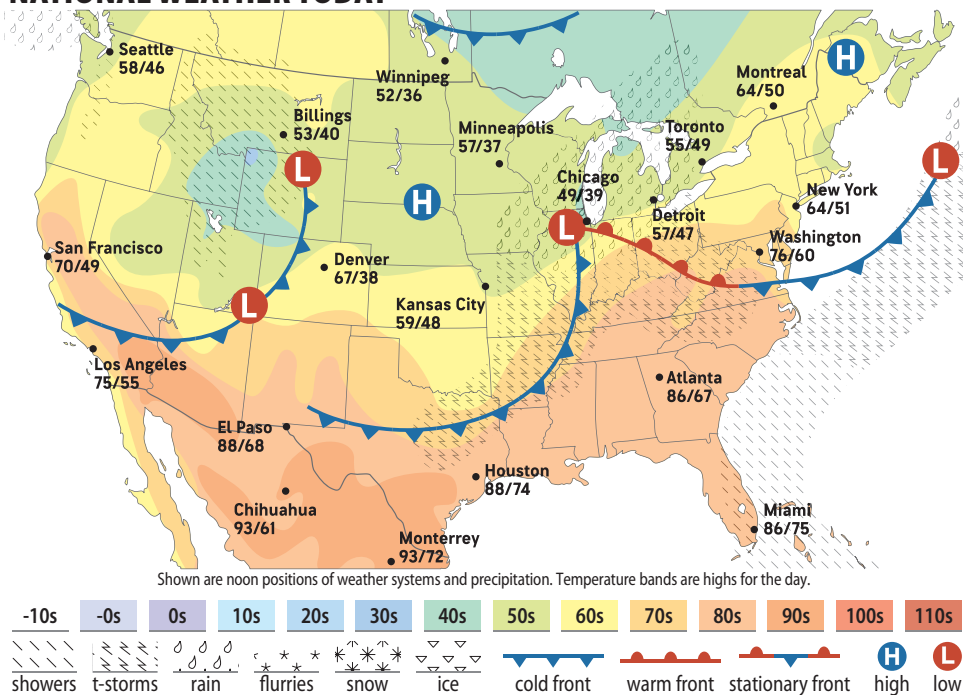 NATIONAL WEATHER TODAY
Seattle
58/46
Winnipeg
52/36
Montreal
64/50
H
Billings
53/40
Minneapolis
57/37
Toronto
55/49
L
L
Chicago
49/39
H
New York
64/51
Detroit
57/47
L
Washington
76/60
San Francisco
70/49
Denver
67/38
Kansas City
59/48
L
Los Angeles
75/55
Atlanta
86/67
El Paso
88/68
Houston
88/74
Chihuahua
93/61
Miami
86/75
Monterrey
93/72
Shown are noon positions of weather systems and precipitation. Temperature bands are highs for the day.
-10s -0s 0s 10s 20s 30s 40s 50s 60s 70s 80s 90s 100s 110s
H L
showers t-storms rain flurries snow ice cold front warm front stationary front high low